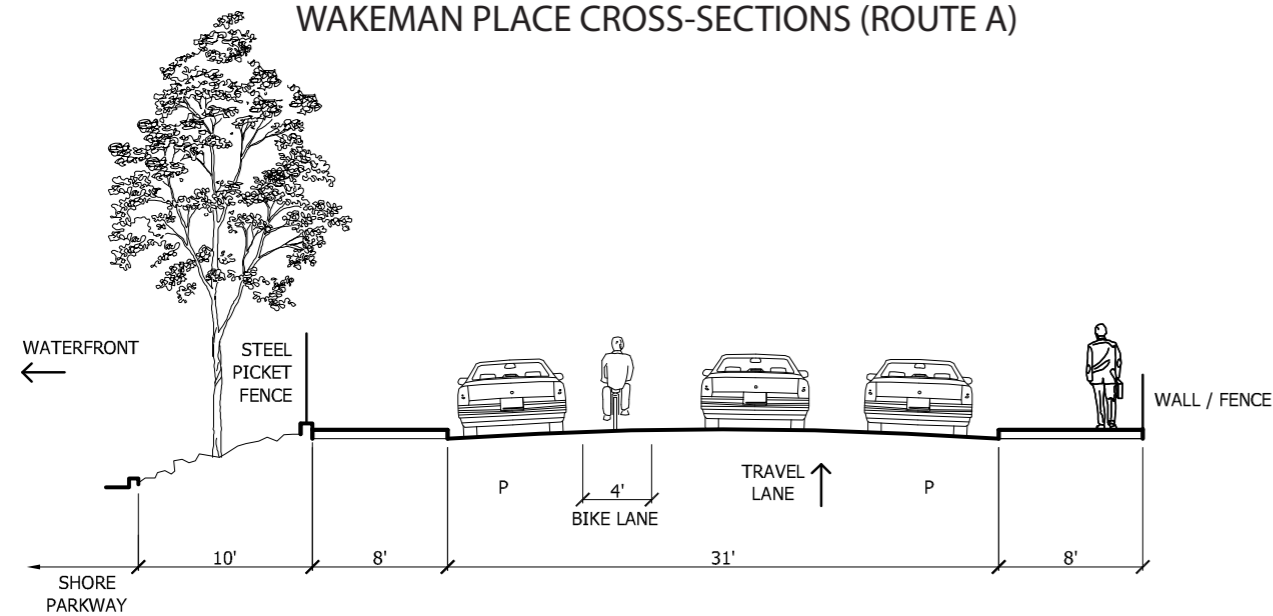 WAKEMAN PLACE CROSS-SECTIONS (ROUTE A)
WATERFRONT
STEEL
PICKET
FENCE
WALL / FENCE
P
4'
BIKE LANE
TRAVEL
LANE
P
10'
8'
31'
8'
SHORE
PARKWAY